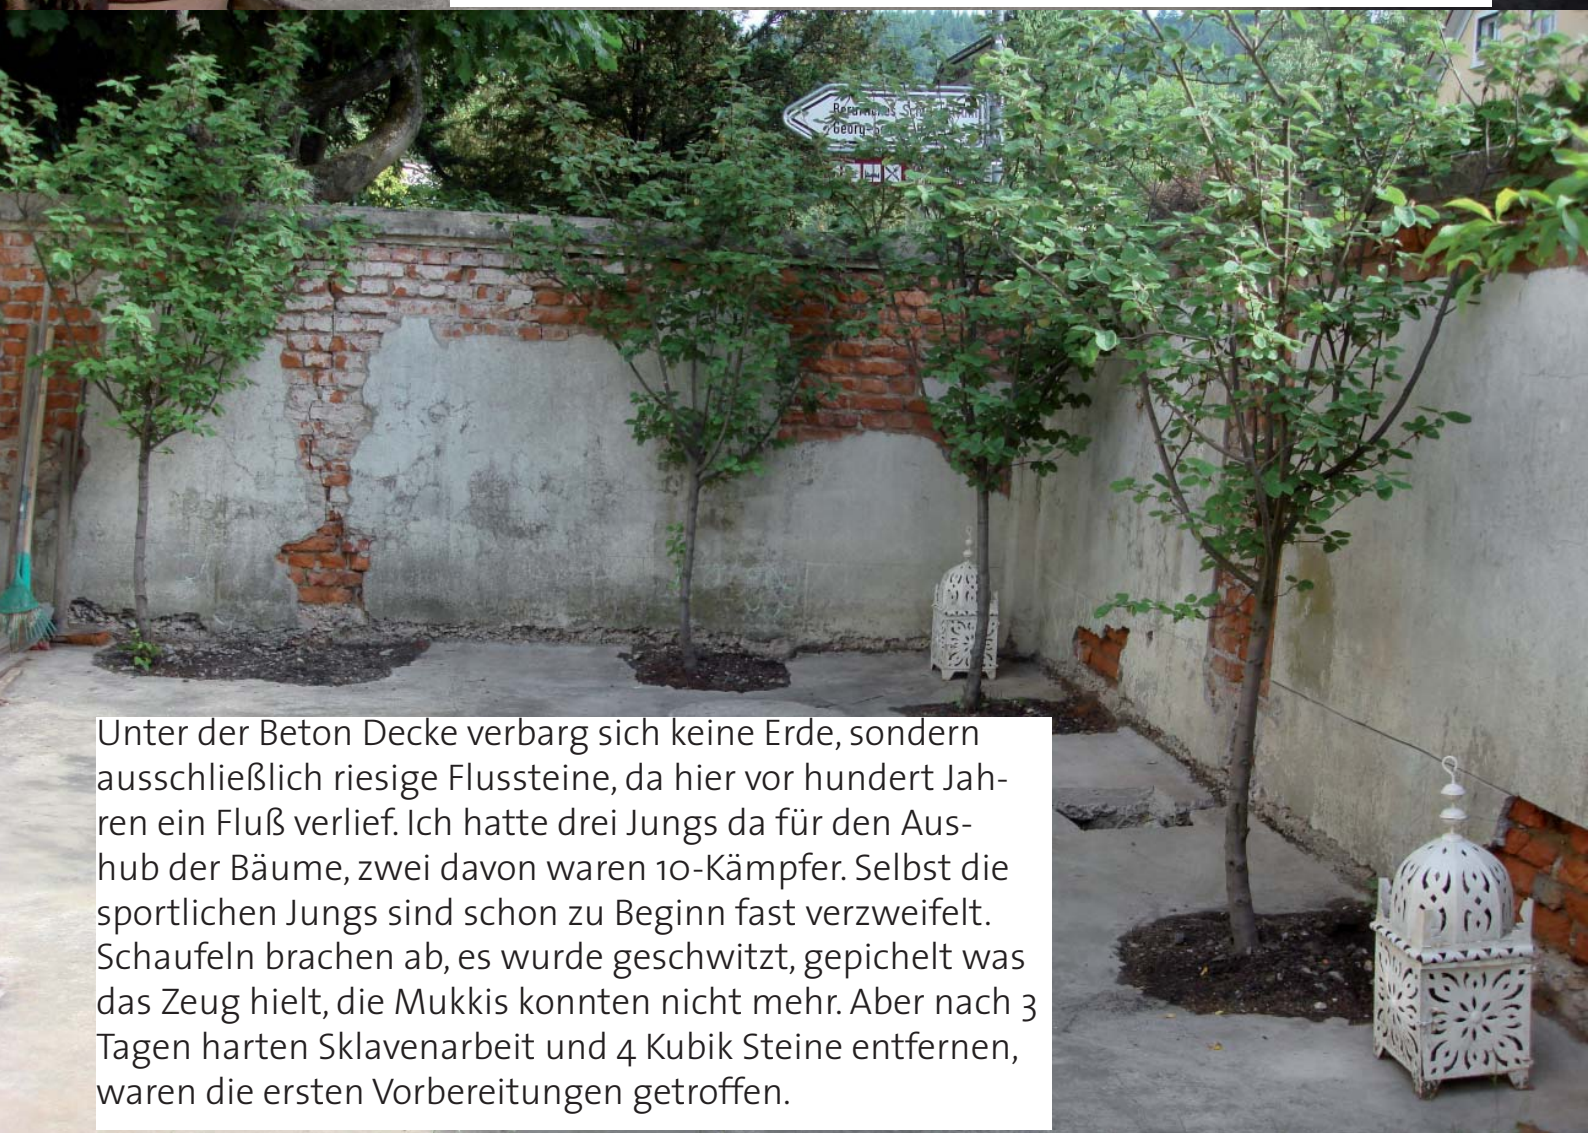 Berufliches
Georg-
Unter der Beton Decke verbarg sich keine Erde, sondern
ausschließlich riesige Flussteine, da hier vor hundert Jah-
ren ein Fluß verlief. Ich hatte drei Jungs da für den Aus-
hub der Bäume, zwei davon waren 10-Kämpfer. Selbst die
sportlichen Jungs sind schon zu Beginn fast verzweifelt.
Schaufeln brachen ab, es wurde geschwitzt, gepichelt was
das Zeug hielt, die Mukkis konnten nicht mehr. Aber nach 3
Tagen harten Sklavenarbeit und 4 Kubik Steine entfernen,
waren die ersten Vorbereitungen getroffen.